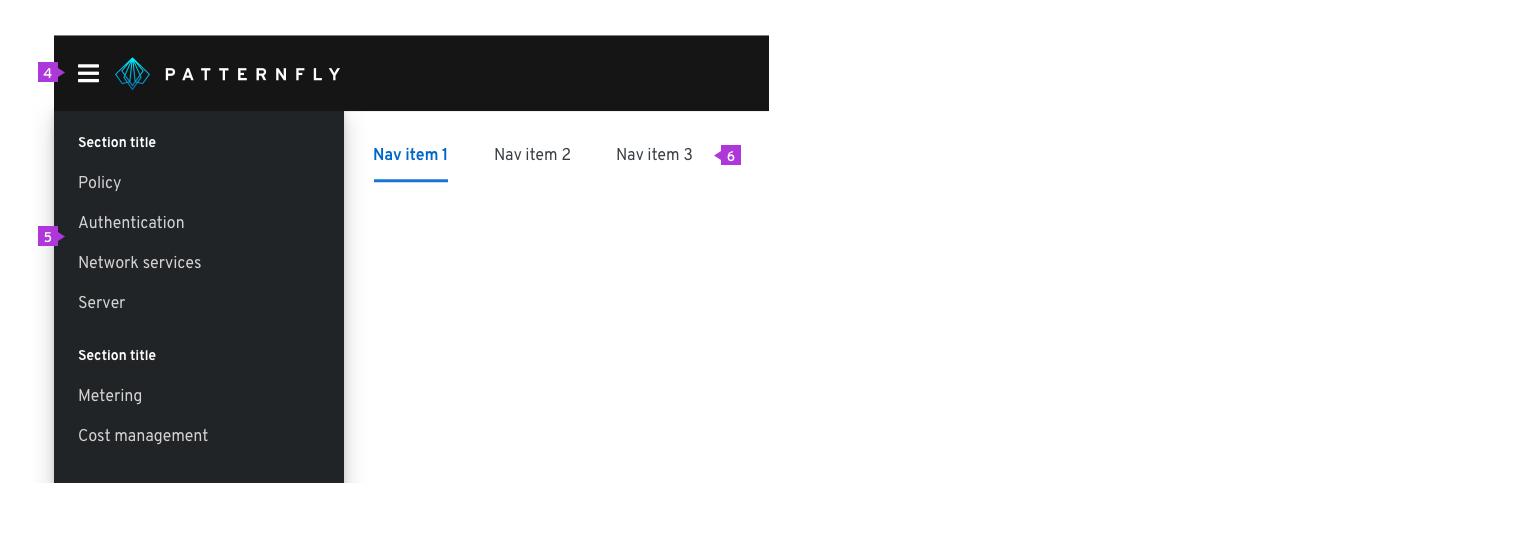 4
PATTERNFLY
Section title
Policy
Authentication
5
Network services
Server
Section title
Metering
Cost management
Nav item 1 Nav item 2 Nav item 3 6